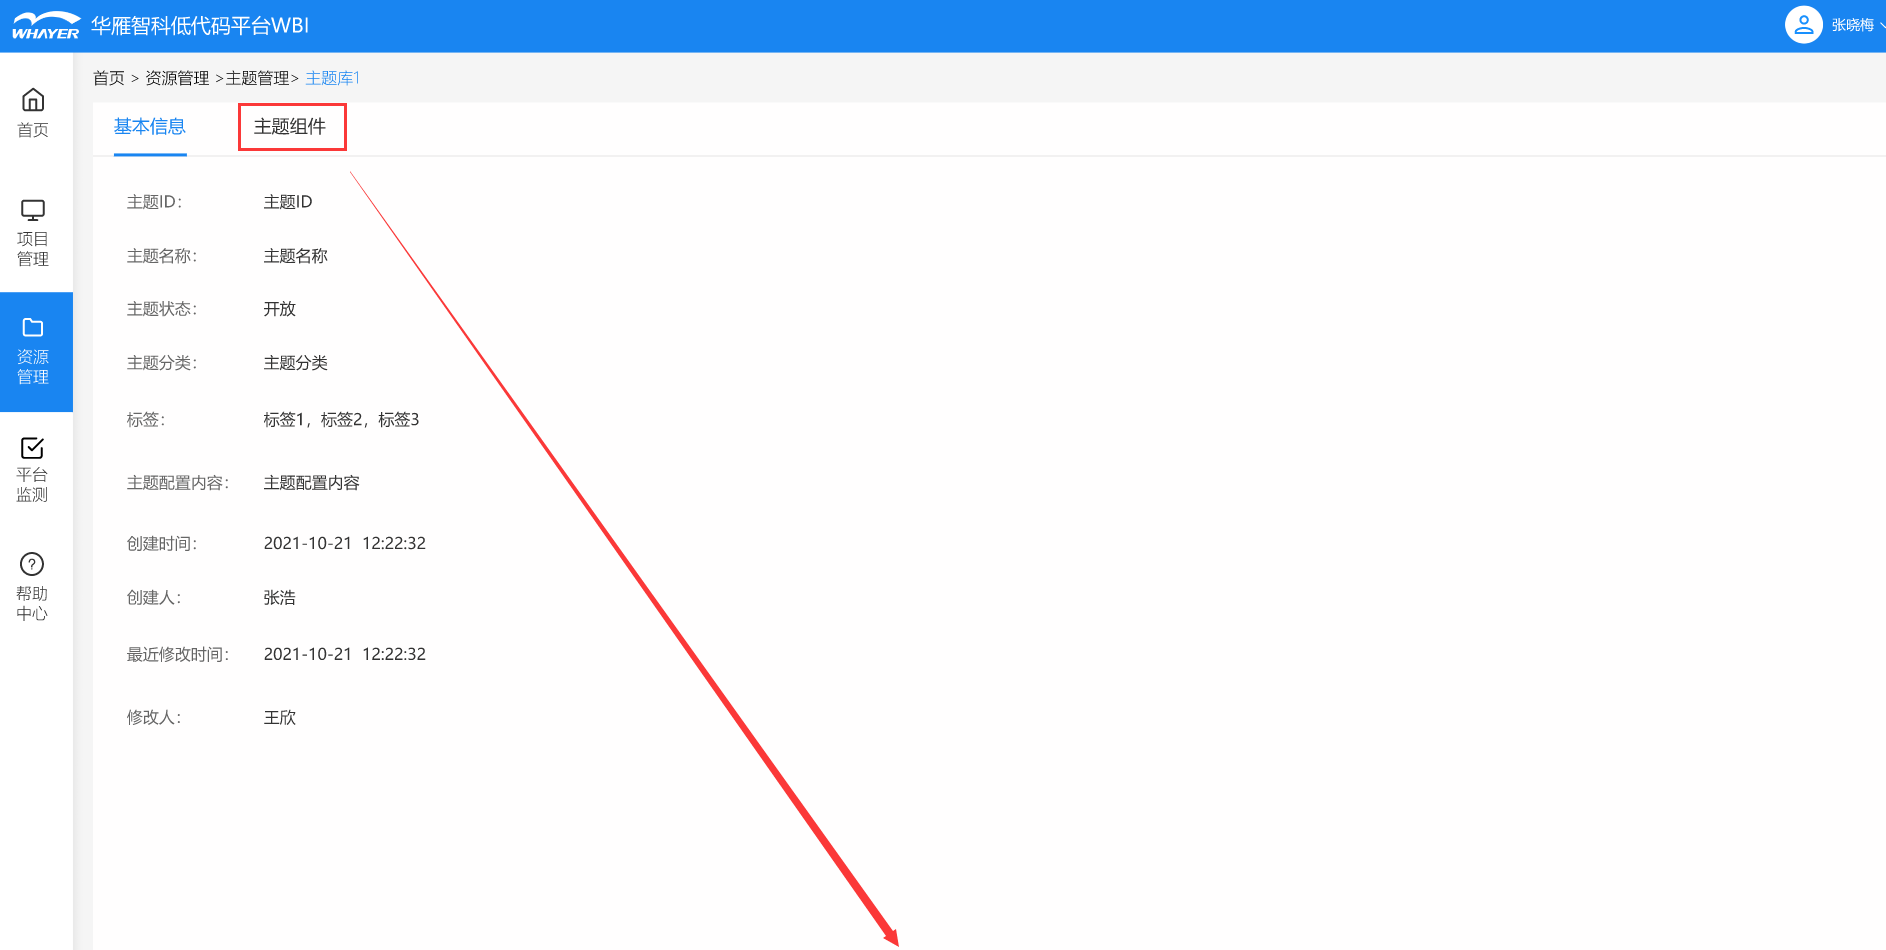 WHAYER 华雁智科低代码平台WBI
张晓梅
首页 > 资源管理 >主题管理> 主题库1
首页
项目
管理
资源
管理
平台
监测
帮助
中心
基本信息 主题组件
主题ID： 主题ID
主题名称： 主题名称
主题状态： 开放
主题分类： 主题分类
标签： 标签1，标签2，标签3
主题配置内容： 主题配置内容
创建时间： 2021-10-21 12:22:32
创建人： 张浩
最近修改时间： 2021-10-21 12:22:32
修改人： 王欣